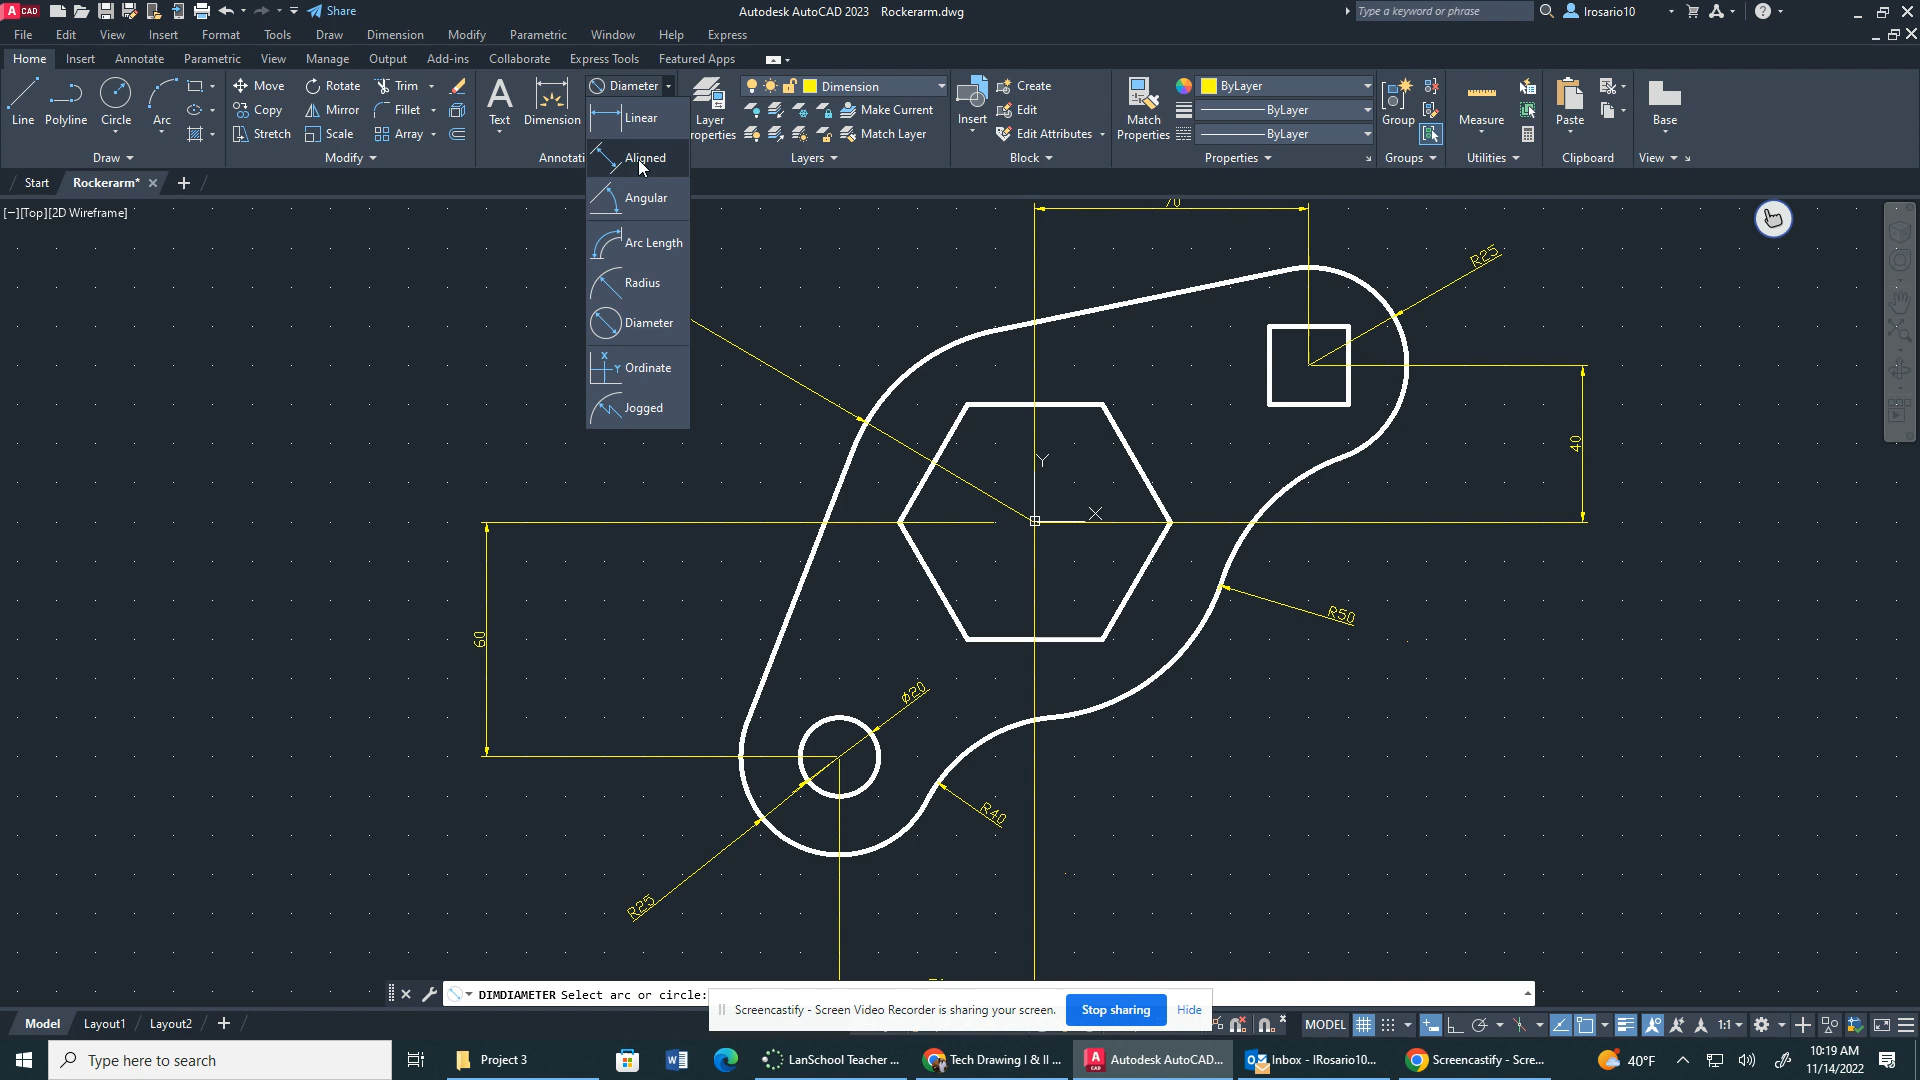 CAD
Share
Autodesk AutoCAD 2023 Rockerarm.dwg
Type a keyword or phrase
lrosario10
File Edit View Insert Format Tools Draw Dimension Modify Parametric Window Help Express
Home Insert Annotate Parametric View Manage Output Add-ins Collaborate Express Tools Featured Apps
Line Polyline Circle Arc
Draw
Move Rotate Trim
Copy Mirror Fillet
Stretch Scale Array
Modify
Text Dimension
Diameter
Linear
Aligned
Angular
Arc Length
Radius
Diameter
Ordinate
Jogged
Layer
Dimension
Make Current
Match Layer
Layers
Insert
Create
Edit
Edit Attributes
Block
Match
Properties
ByLayer
ByLayer
ByLayer
Properties
Group
Groups
Measure
Utilities
Paste
Clipboard
Base
View
Start Rockerarm*
[−][Top][2D Wireframe]
70
R25
40
Y
X
R50
60
⌀20
R40
R25
DIMDIAMETER Select arc or circle:
Screencastify - Screen Video Recorder is sharing your screen. Stop sharing Hide
Model Layout1 Layout2
MODEL
1:1
Type here to search
Project 3
LanSchool Teacher ...
Tech Drawing I & II ...
Autodesk AutoCAD...
Inbox - IRosario10...
Screencastify - Scre...
40°F
10:19 AM
11/14/2022